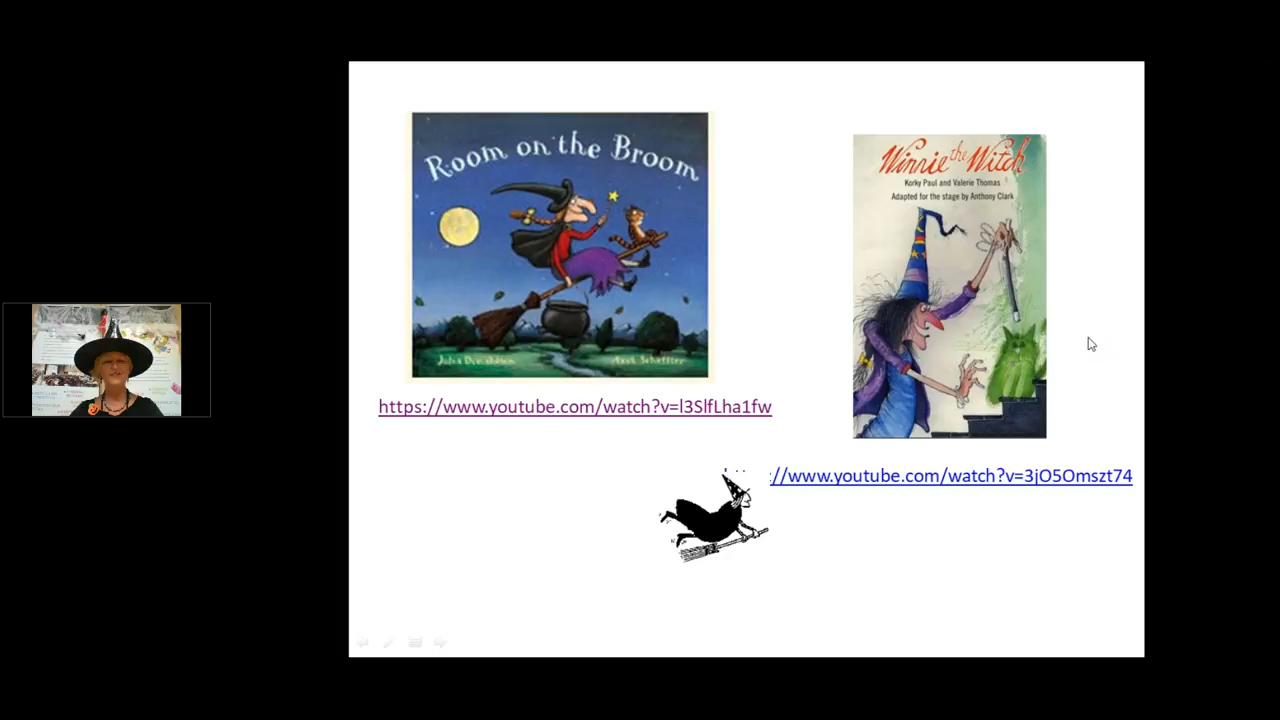 Room on the Broom
Julia Donaldson Axel Scheffler
https://www.youtube.com/watch?v=l3SlfLha1fw
Winnie the Witch
Korky Paul and Valerie Thomas
Adapted for the stage by Anthony Clark
://www.youtube.com/watch?v=3jO5Omszt74